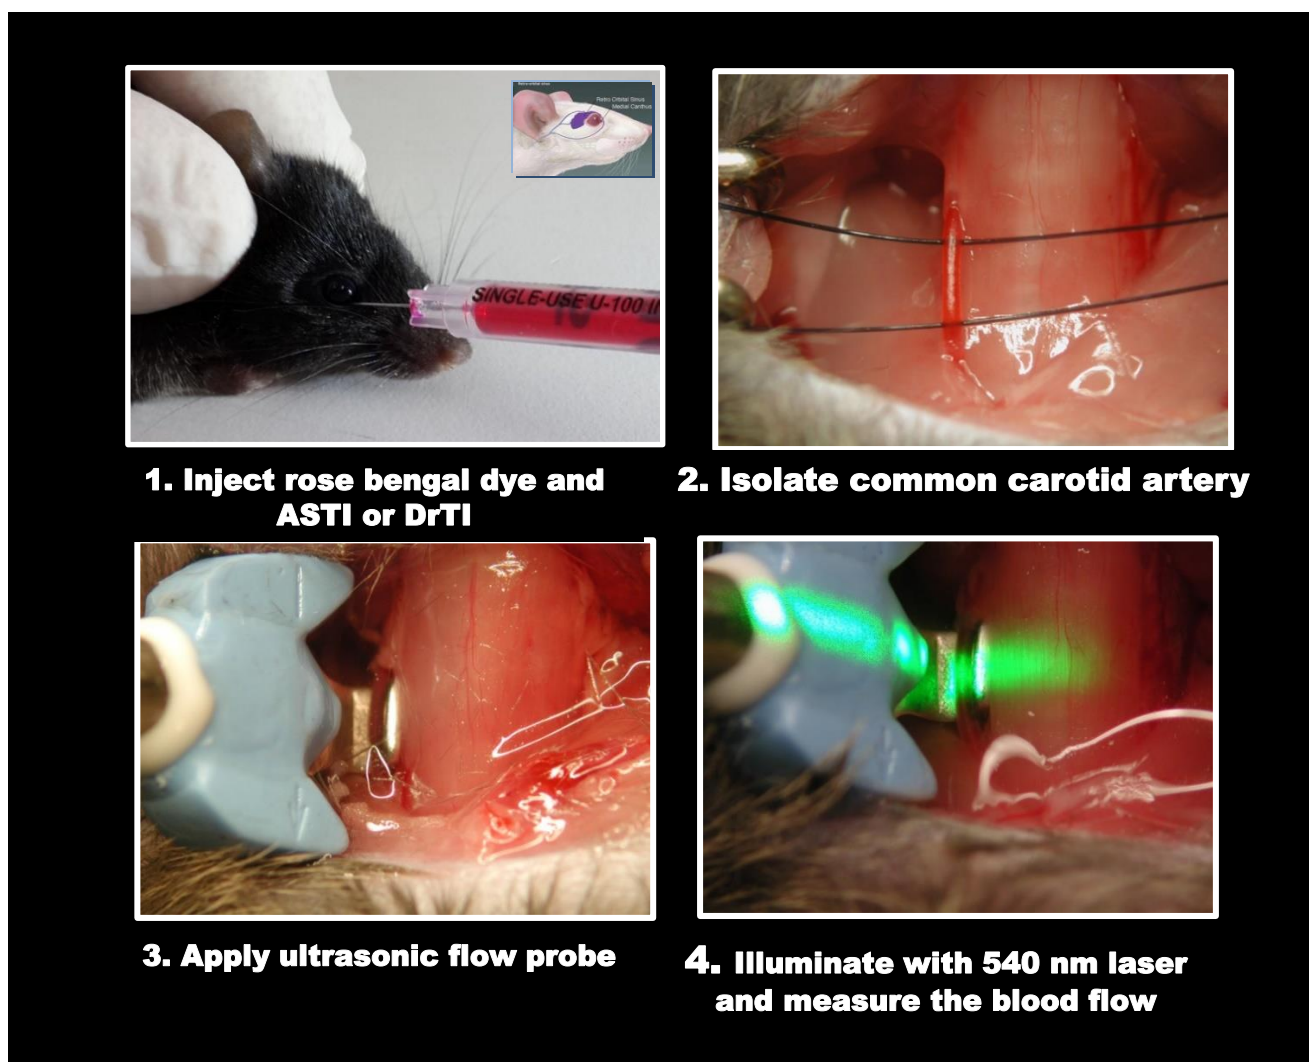 Retro Orbital Sinus
Medial Canthus
SINGLE-USE U-100
1. Inject rose bengal dye and
ASTI or DrTI
2. Isolate common carotid artery
3. Apply ultrasonic flow probe
4. Illuminate with 540 nm laser
and measure the blood flow